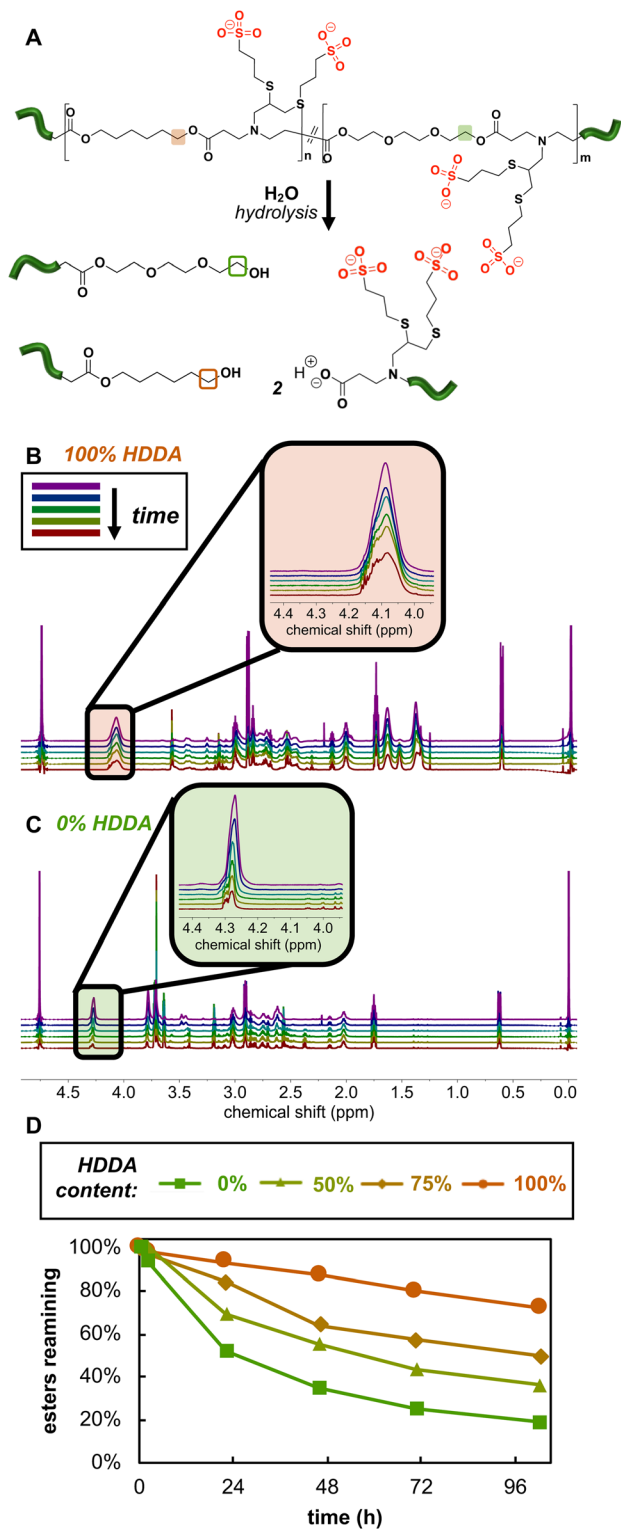 A
O
S
O
O
⊖
⊖
O
S
O
O
S
S
O
O
O
O
N
n
O
O
O
O
O
O
N
m
S
S
O
S
O
O
⊖
O
S
O
O
⊖
H₂O
hydrolysis
O
O
O
O
OH
O
O
OH
2
H ⊕
⊖ O
O
N
S
S
O
S
O
O
⊖
O
S
O
O
⊖
B 100% HDDA
time
4.4 4.3 4.2 4.1 4.0
chemical shift (ppm)
C 0% HDDA
4.4 4.3 4.2 4.1 4.0
chemical shift (ppm)
4.5 4.0 3.5 3.0 2.5 2.0 1.5 1.0 0.5 0.0
chemical shift (ppm)
D
HDDA
content: 0% 50% 75% 100%
100%
80%
60%
40%
20%
0%
esters reamining
0 24 48 72 96
time (h)